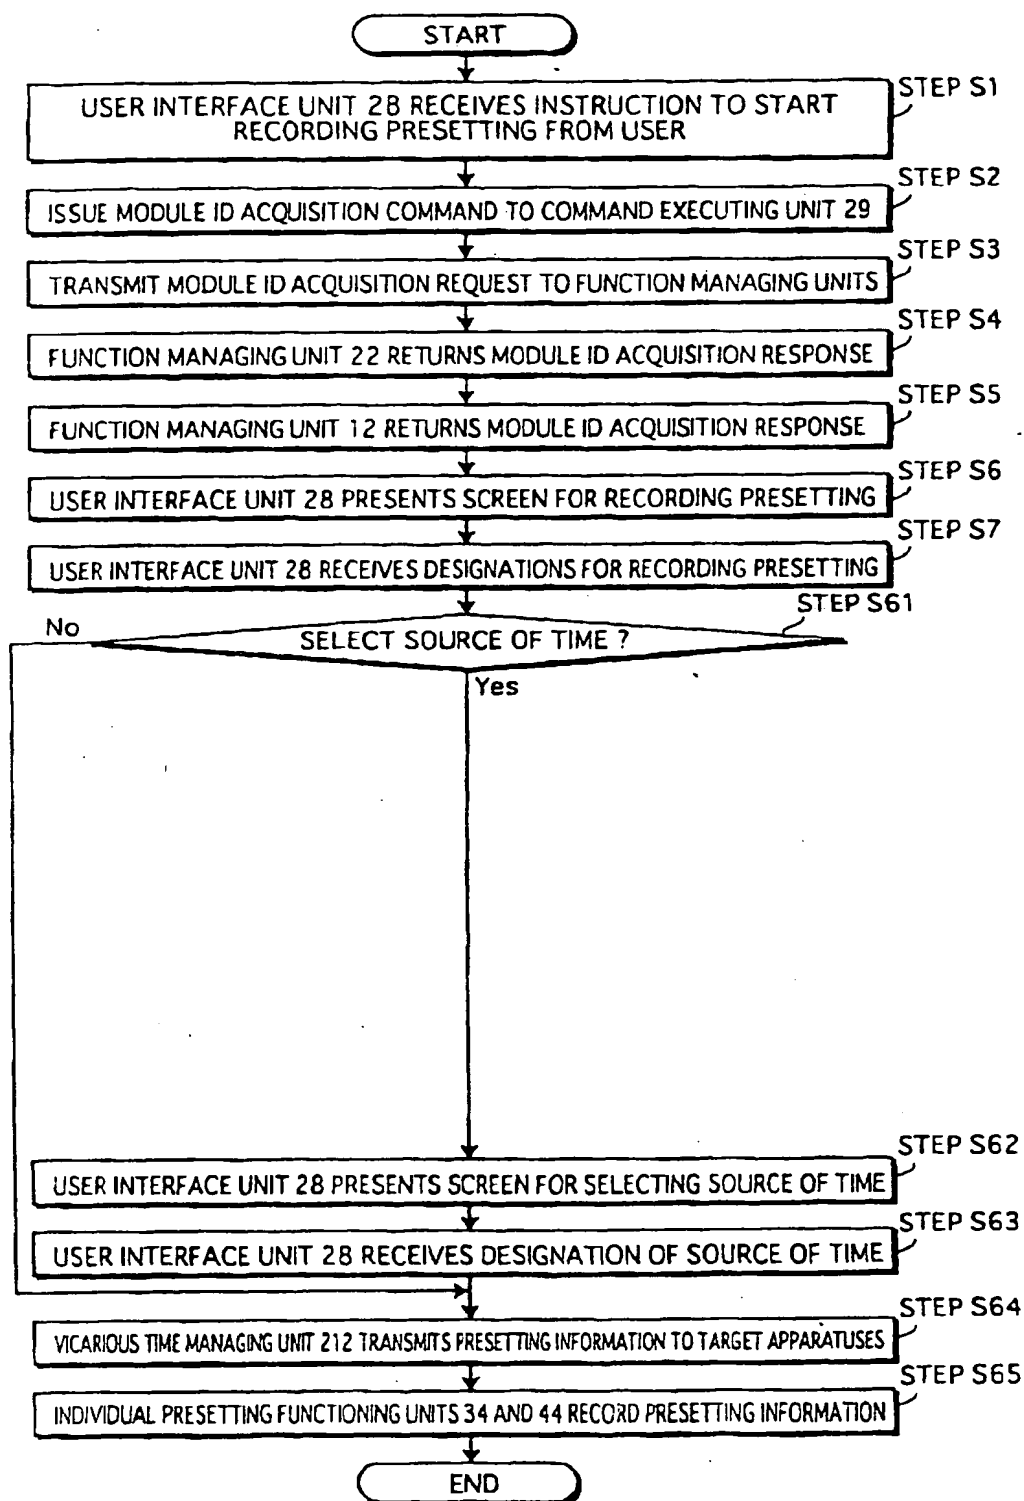 START
STEP S1
USER INTERFACE UNIT 28 RECEIVES INSTRUCTION TO START
RECORDING PRESETTING FROM USER
STEP S2
ISSUE MODULE ID ACQUISITION COMMAND TO COMMAND EXECUTING UNIT 29
STEP S3
TRANSMIT MODULE ID ACQUISITION REQUEST TO FUNCTION MANAGING UNITS
STEP S4
FUNCTION MANAGING UNIT 22 RETURNS MODULE ID ACQUISITION RESPONSE
STEP S5
FUNCTION MANAGING UNIT 12 RETURNS MODULE ID ACQUISITION RESPONSE
STEP S6
USER INTERFACE UNIT 28 PRESENTS SCREEN FOR RECORDING PRESETTING
STEP S7
USER INTERFACE UNIT 28 RECEIVES DESIGNATIONS FOR RECORDING PRESETTING
STEP S61
No
SELECT SOURCE OF TIME ?
Yes
STEP S62
USER INTERFACE UNIT 28 PRESENTS SCREEN FOR SELECTING SOURCE OF TIME
STEP S63
USER INTERFACE UNIT 28 RECEIVES DESIGNATION OF SOURCE OF TIME
STEP S64
VICARIOUS TIME MANAGING UNIT 212 TRANSMITS PRESETTING INFORMATION TO TARGET APPARATUSES
STEP S65
INDIVIDUAL PRESETTING FUNCTIONING UNITS 34 AND 44 RECORD PRESETTING INFORMATION
END